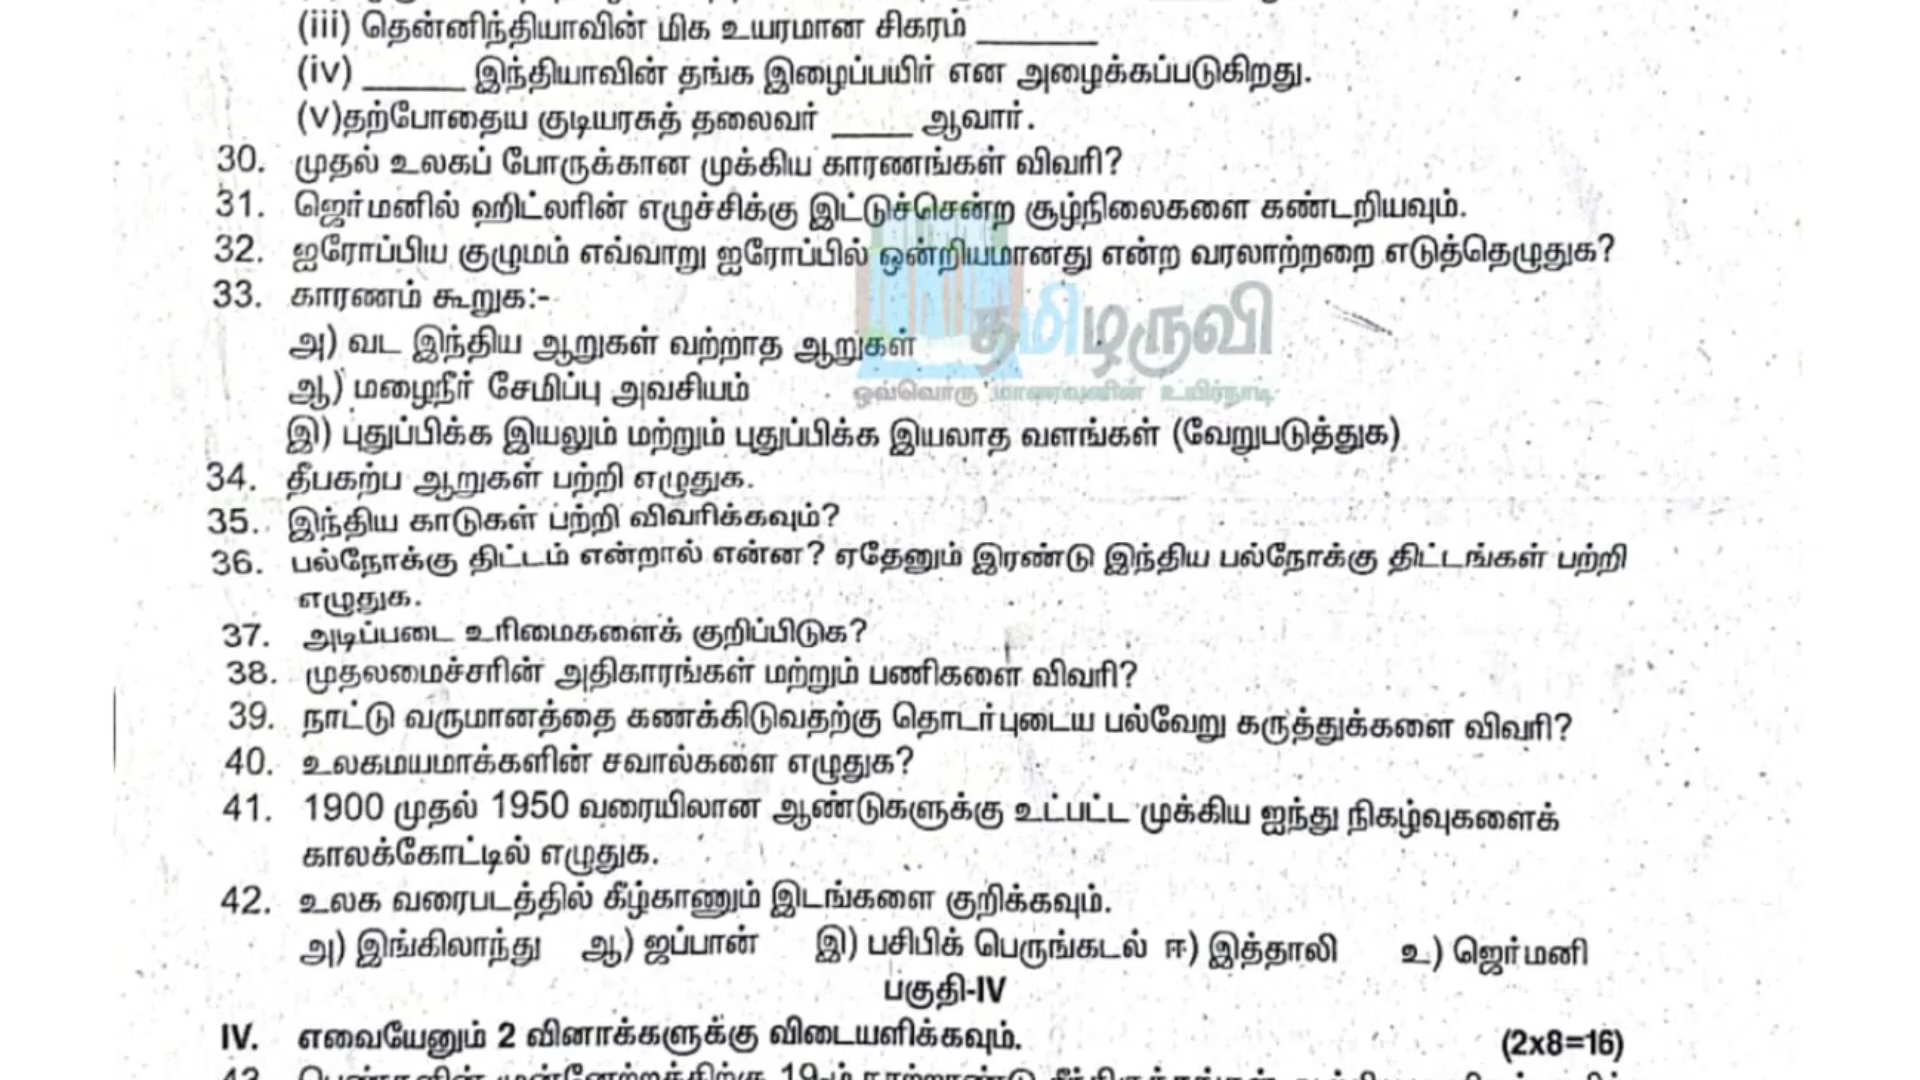 (iii) தென்னிந்தியாவின் மிக உயரமான சிகரம் ________
(iv) _______ இந்தியாவின் தங்க இழைப்பயிர் என அழைக்கப்படுகிறது.
(v)தற்போதைய குடியரசுத் தலைவர் _____ ஆவார்.
30. முதல் உலகப் போருக்கான முக்கிய காரணங்கள் விவரி?
31. ஜெர்மனில் ஹிட்லரின் எழுச்சிக்கு இட்டுச்சென்ற சூழ்நிலைகளை கண்டறியவும்.
32. ஐரோப்பிய குழுமம் எவ்வாறு ஐரோப்பில் ஒன்றியமானது என்ற வரலாற்றறை எடுத்தெழுதுக?
33. காரணம் கூறுக:-
தமிழருவி
அ) வட இந்திய ஆறுகள் வற்றாத ஆறுகள்
ஆ) மழைநீர் சேமிப்பு அவசியம்
ஒவ்வொரு மாணவனின் உயிர்நாடி
இ) புதுப்பிக்க இயலும் மற்றும் புதுப்பிக்க இயலாத வளங்கள் (வேறுபடுத்துக)
34. தீபகற்ப ஆறுகள் பற்றி எழுதுக.
35. இந்திய காடுகள் பற்றி விவரிக்கவும்?
36. பல்நோக்கு திட்டம் என்றால் என்ன? ஏதேனும் இரண்டு இந்திய பல்நோக்கு திட்டங்கள் பற்றி
எழுதுக.
37. அடிப்படை உரிமைகளைக் குறிப்பிடுக?
38. முதலமைச்சரின் அதிகாரங்கள் மற்றும் பணிகளை விவரி?
39. நாட்டு வருமானத்தை கணக்கிடுவதற்கு தொடர்புடைய பல்வேறு கருத்துக்களை விவரி?
40. உலகமயமாக்களின் சவால்களை எழுதுக?
41. 1900 முதல் 1950 வரையிலான ஆண்டுகளுக்கு உட்பட்ட முக்கிய ஐந்து நிகழ்வுகளைக்
காலக்கோட்டில் எழுதுக.
42. உலக வரைபடத்தில் கீழ்காணும் இடங்களை குறிக்கவும்.
அ) இங்கிலாந்து ஆ) ஜப்பான் இ) பசிபிக் பெருங்கடல் ஈ) இத்தாலி உ) ஜெர்மனி
பகுதி-IV
IV. எவையேனும் 2 வினாக்களுக்கு விடையளிக்கவும். (2x8=16)